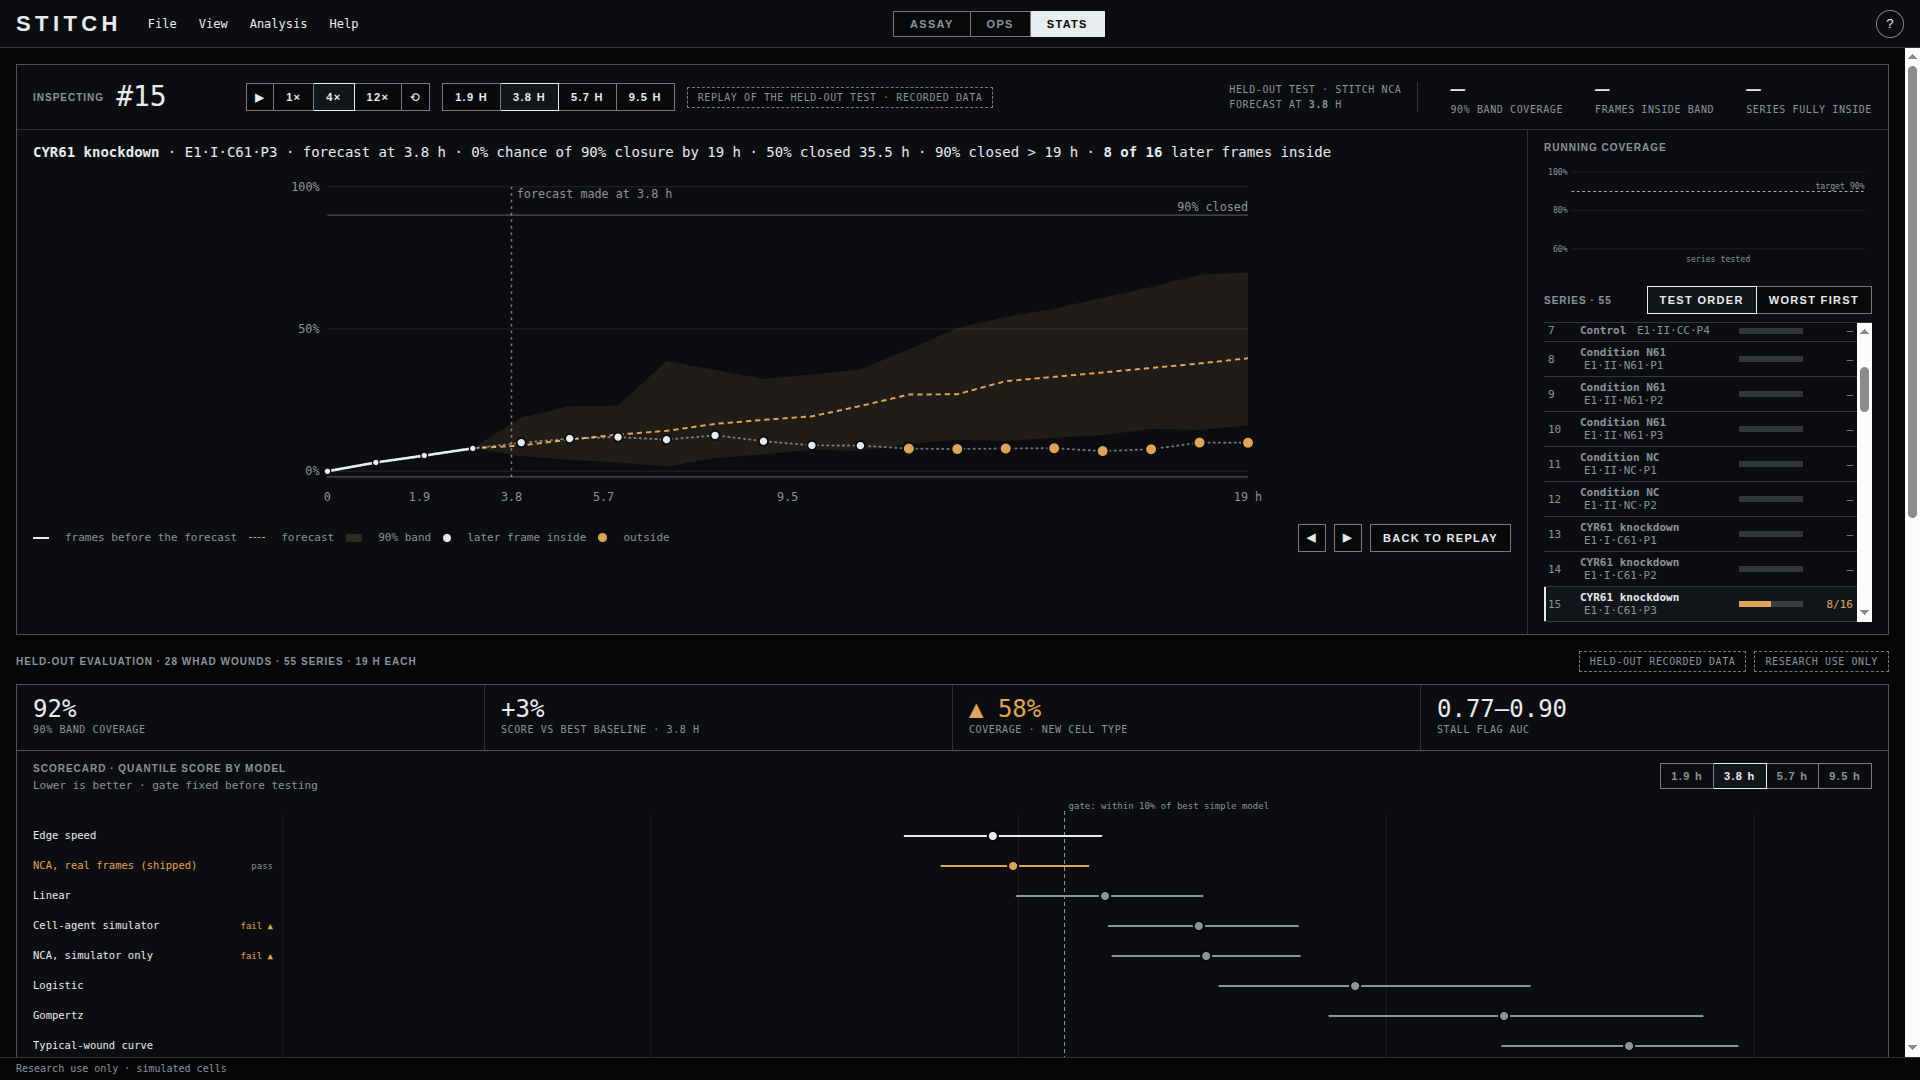 STITCH File View Analysis Help ASSAY OPS STATS ?
INSPECTING #15 ▶ 1× 4× 12× ⟲ 1.9 H 3.8 H 5.7 H 9.5 H REPLAY OF THE HELD-OUT TEST · RECORDED DATA
HELD-OUT TEST · STITCH NCA
FORECAST AT 3.8 H
— — —
90% BAND COVERAGE FRAMES INSIDE BAND SERIES FULLY INSIDE
CYR61 knockdown · E1·I·C61·P3 · forecast at 3.8 h · 0% chance of 90% closure by 19 h · 50% closed 35.5 h · 90% closed > 19 h · 8 of 16 later frames inside
100%
forecast made at 3.8 h
90% closed
50%
0%
0 1.9 3.8 5.7 9.5 19 h
frames before the forecast forecast 90% band later frame inside outside
◀ ▶ BACK TO REPLAY
RUNNING COVERAGE
100%
target 90%
80%
60%
series tested
SERIES · 55 TEST ORDER WORST FIRST
7 Control E1·II·CC·P4 —
8 Condition N61 —
E1·II·N61·P1
9 Condition N61 —
E1·II·N61·P2
10 Condition N61 —
E1·II·N61·P3
11 Condition NC —
E1·II·NC·P1
12 Condition NC —
E1·II·NC·P2
13 CYR61 knockdown —
E1·I·C61·P1
14 CYR61 knockdown —
E1·I·C61·P2
15 CYR61 knockdown 8/16
E1·I·C61·P3
HELD-OUT EVALUATION · 28 WHAD WOUNDS · 55 SERIES · 19 H EACH HELD-OUT RECORDED DATA RESEARCH USE ONLY
92% +3% ▲ 58% 0.77–0.90
90% BAND COVERAGE SCORE VS BEST BASELINE · 3.8 H COVERAGE · NEW CELL TYPE STALL FLAG AUC
SCORECARD · QUANTILE SCORE BY MODEL
Lower is better · gate fixed before testing
1.9 h 3.8 h 5.7 h 9.5 h
gate: within 10% of best simple model
Edge speed
NCA, real frames (shipped) pass
Linear
Cell-agent simulator fail ▲
NCA, simulator only fail ▲
Logistic
Gompertz
Typical-wound curve
Research use only · simulated cells